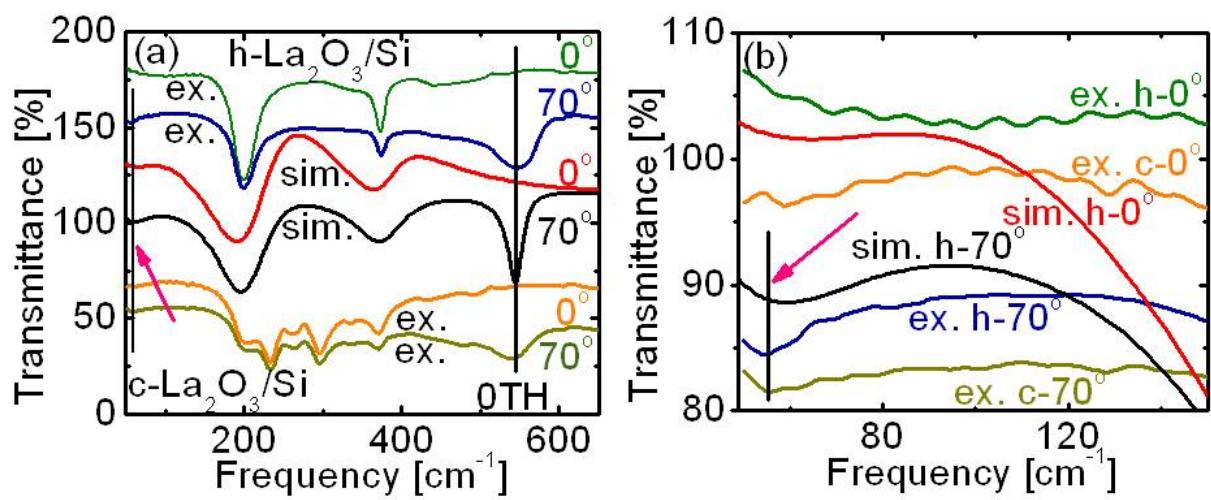 (a)
h-La₂O₃/Si
0°
ex.
70°
ex.
sim.
0°
sim.
70°
ex.
0°
ex.
70°
c-La₂O₃/Si
0TH
200
150
100
50
0
Transmittance [%]
200
400
600
Frequency [cm⁻¹]
(b)
ex. h-0°
ex. c-0°
sim. h-0°
sim. h-70°
ex. h-70°
ex. c-70°
110
100
90
80
Transmittance [%]
80
120
Frequency [cm⁻¹]